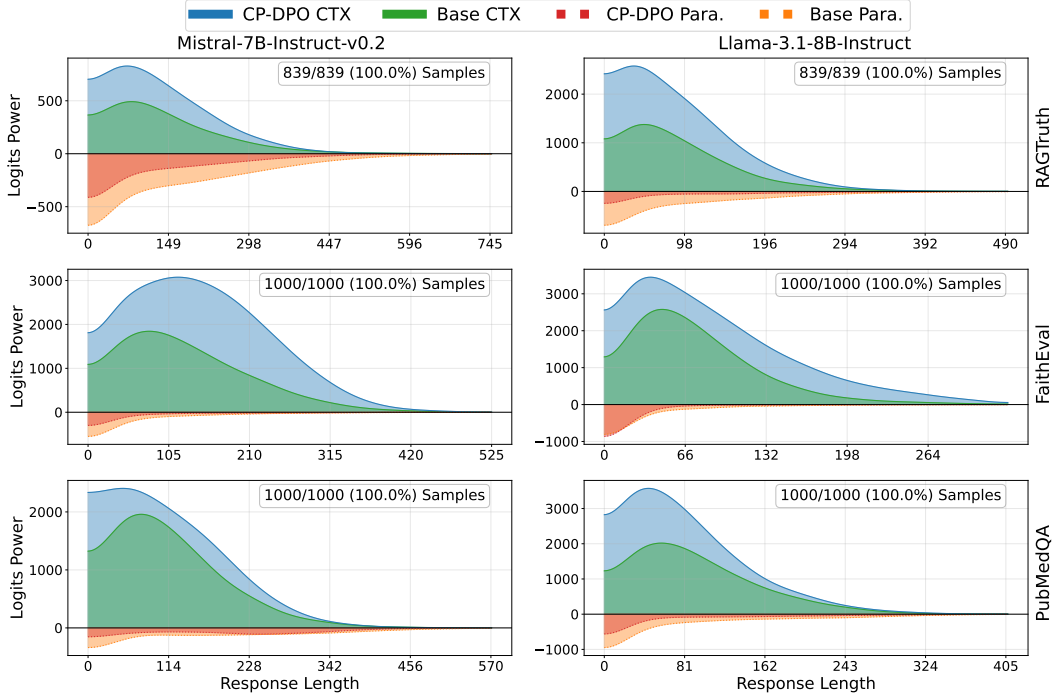 CP-DPO CTX Base CTX CP-DPO Para. Base Para.
Mistral-7B-Instruct-v0.2
Llama-3.1-8B-Instruct
839/839 (100.0%) Samples
500
0
−500
Logits Power
0 149 298 447 596 745
839/839 (100.0%) Samples
2000
1000
0
0 98 196 294 392 490
RAGTruth
1000/1000 (100.0%) Samples
3000
2000
1000
0
Logits Power
0 105 210 315 420 525
1000/1000 (100.0%) Samples
3000
2000
1000
0
−1000
0 66 132 198 264
FaithEval
1000/1000 (100.0%) Samples
2000
1000
0
Logits Power
0 114 228 342 456 570
Response Length
1000/1000 (100.0%) Samples
3000
2000
1000
0
−1000
0 81 162 243 324 405
Response Length
PubMedQA